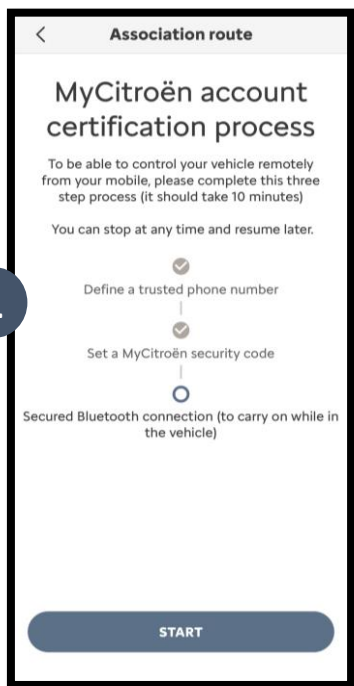 Association route
MyCitroën account
certification process
To be able to control your vehicle remotely
from your mobile, please complete this three
step process (it should take 10 minutes)
You can stop at any time and resume later.
Define a trusted phone number
Set a MyCitroën security code
Secured Bluetooth connection (to carry on while in
the vehicle)
START